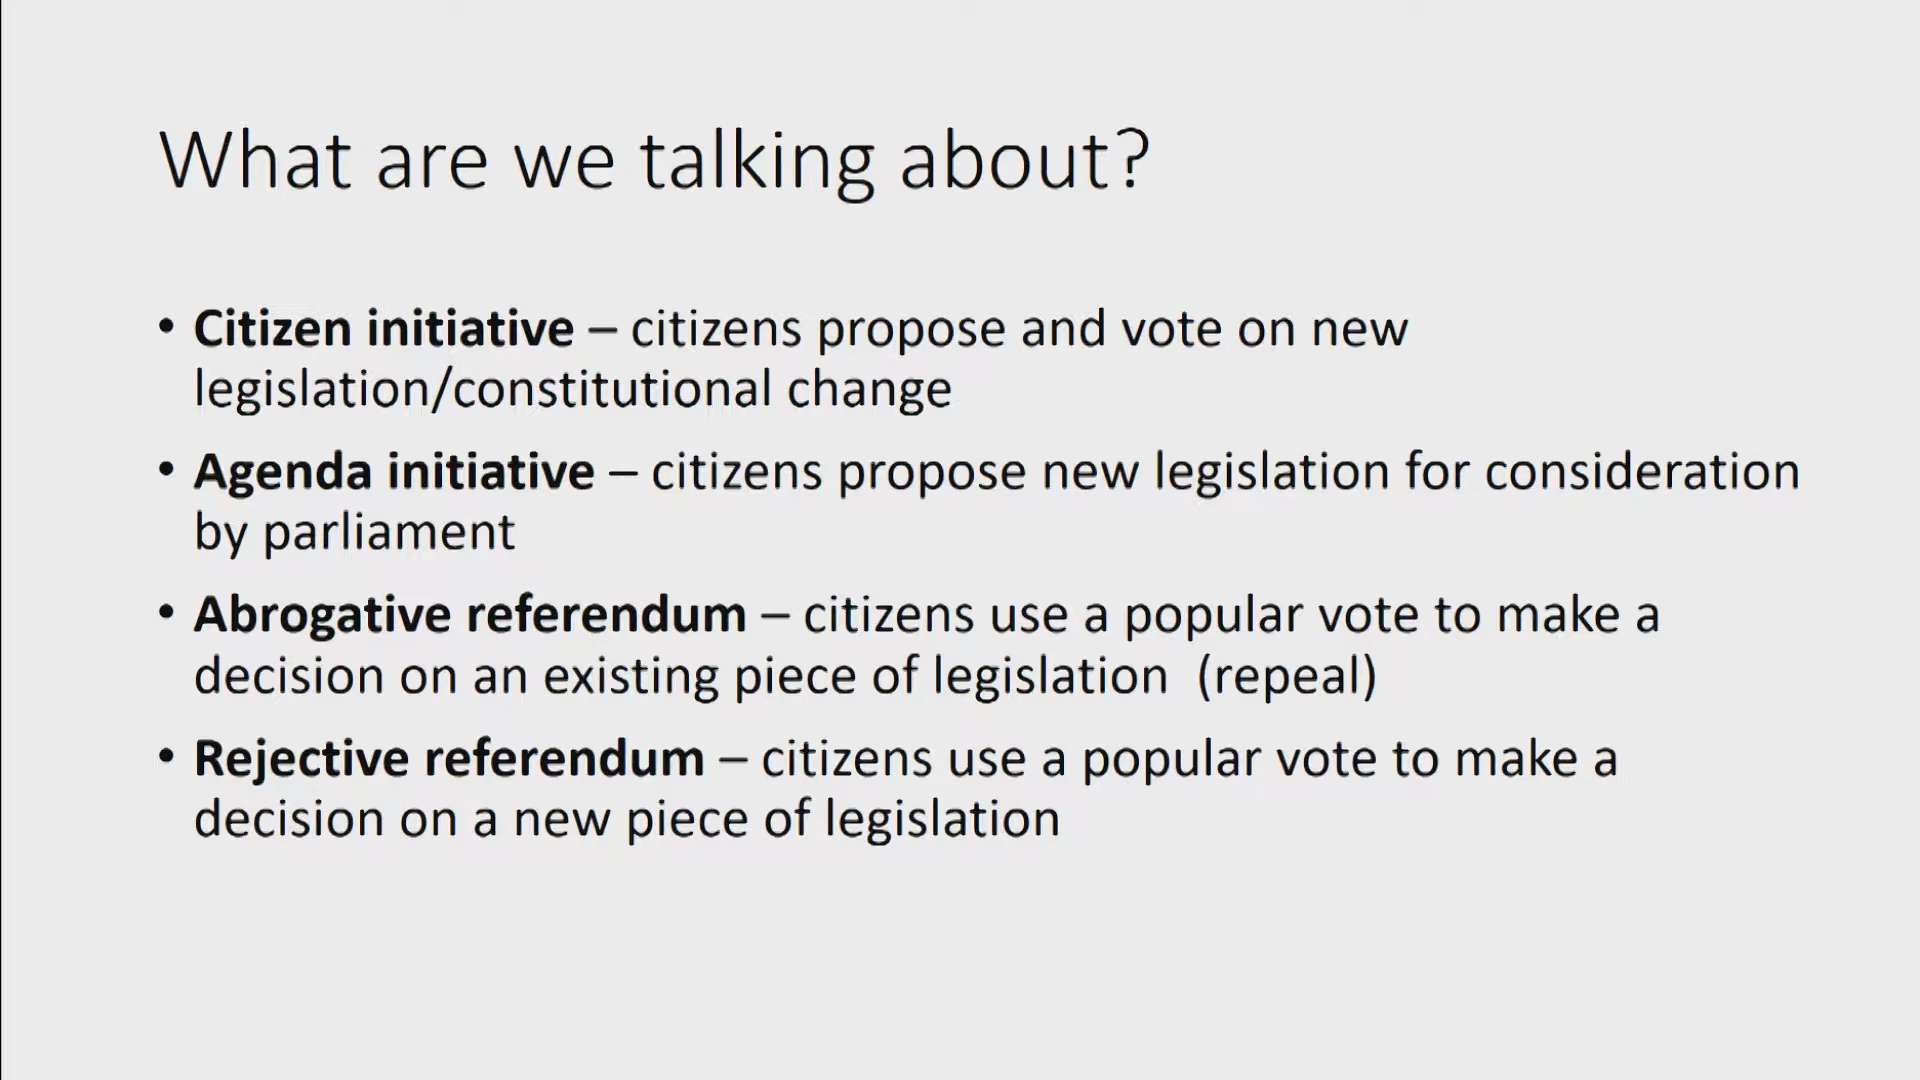 What are we talking about?
• Citizen initiative – citizens propose and vote on new
legislation/constitutional change
• Agenda initiative – citizens propose new legislation for consideration
by parliament
• Abrogative referendum – citizens use a popular vote to make a
decision on an existing piece of legislation  (repeal)
• Rejective referendum – citizens use a popular vote to make a
decision on a new piece of legislation